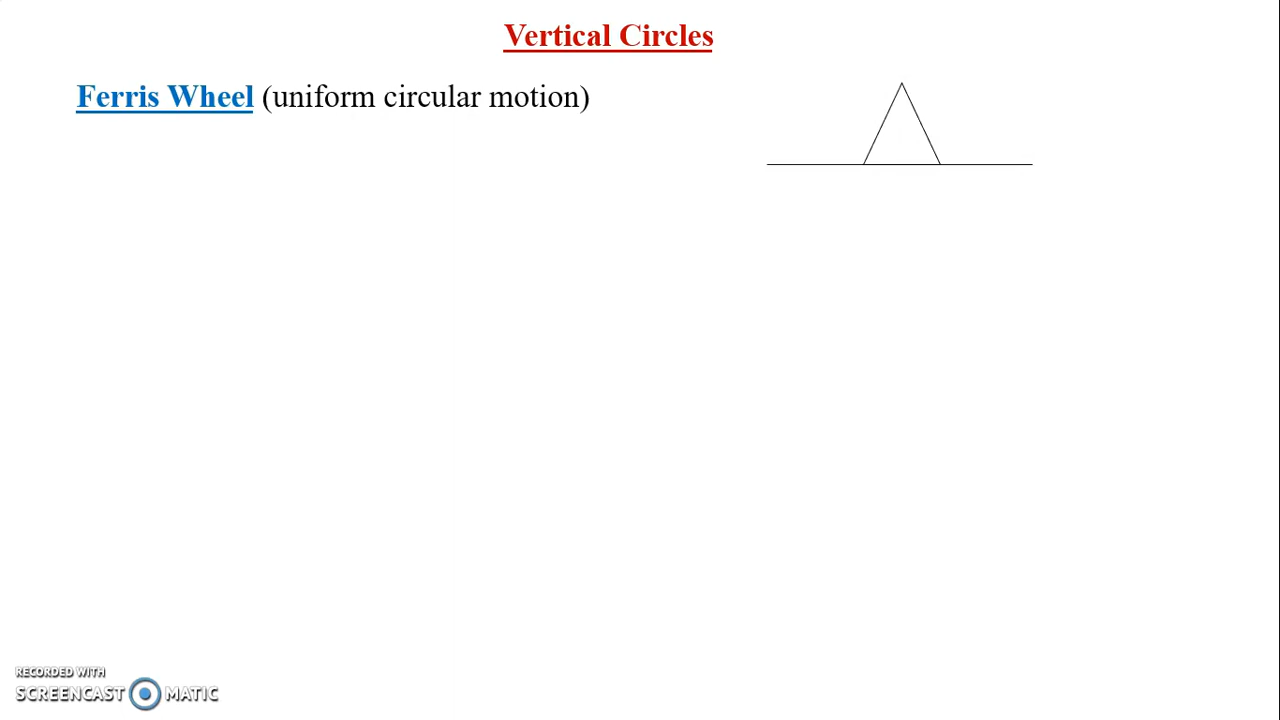 Vertical Circles
Ferris Wheel (uniform circular motion)
RECORDED WITH
SCREENCAST MATIC